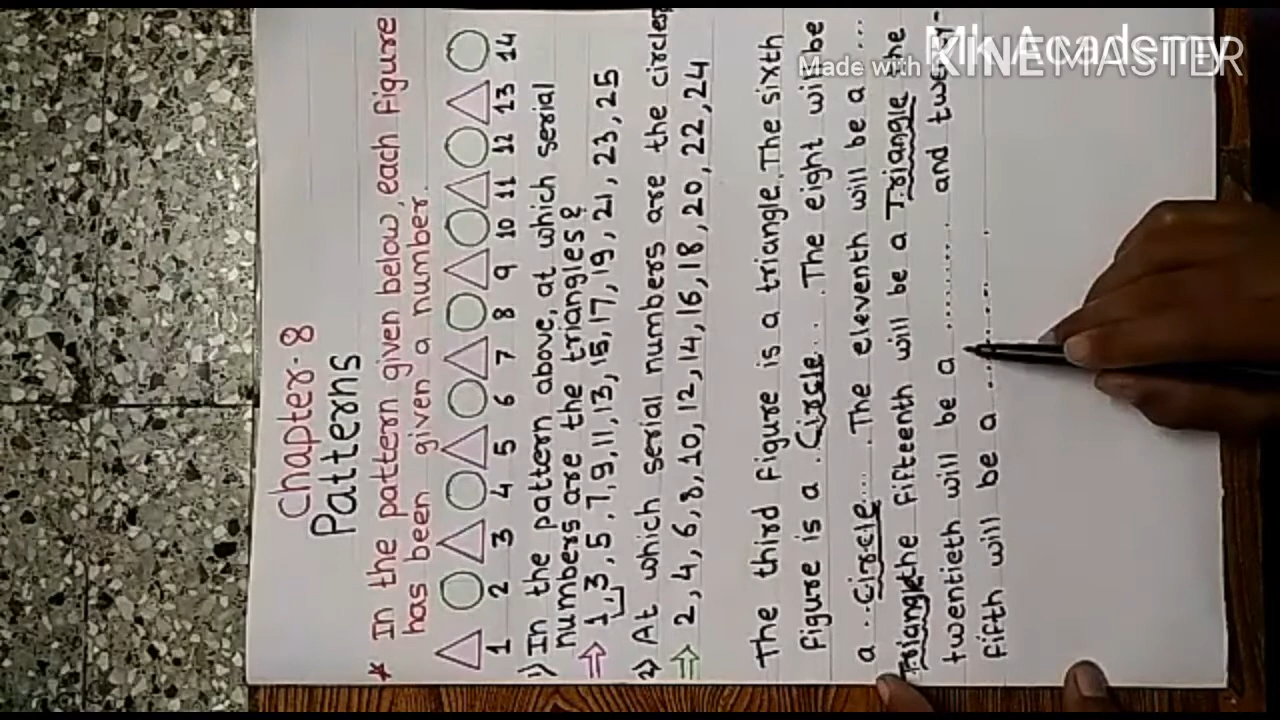 Mk Academy
Made with KINEMASTER
Chapter-8
Patterns
* In the pattern given below, each figure
has been given a number.
1 2 3 4 5 6 7 8 9 10 11 12 13 14
1) In the pattern above, at which serial
numbers are the triangles?
⇒ 1, 3, 5, 7, 9, 11, 13, 15, 17, 19, 21, 23, 25
2) At which serial numbers are the circles
⇒ 2, 4, 6, 8, 10, 12, 14, 16, 18, 20, 22, 24
The third figure is a triangle. The sixth
figure is a .Circle... The eight will be
a ..Circle.... The eleventh will be a ...
Triangle the fifteenth will be a Triangle the
twentieth will be a ......... and twenty-
fifth will be a .........